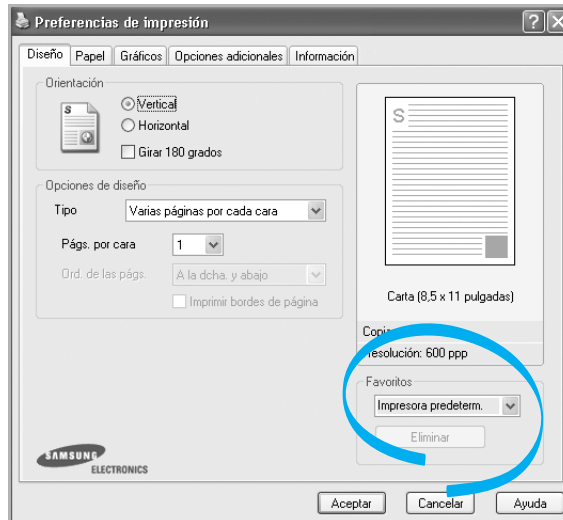 Preferencias de impresión
Diseño Papel Gráficos Opciones adicionales Información
Orientación
S
Vertical
Horizontal
Girar 180 grados
Opciones de diseño
Tipo Varias páginas por cada cara
Págs. por cara 1
Ord. de las págs. A la dcha. y abajo
Imprimir bordes de página
S
Carta (8,5 x 11 pulgadas)
resolución: 600 ppp
Favoritos
Impresora predeterm.
Eliminar
SAMSUNG
ELECTRONICS
Aceptar Cancelar Ayuda